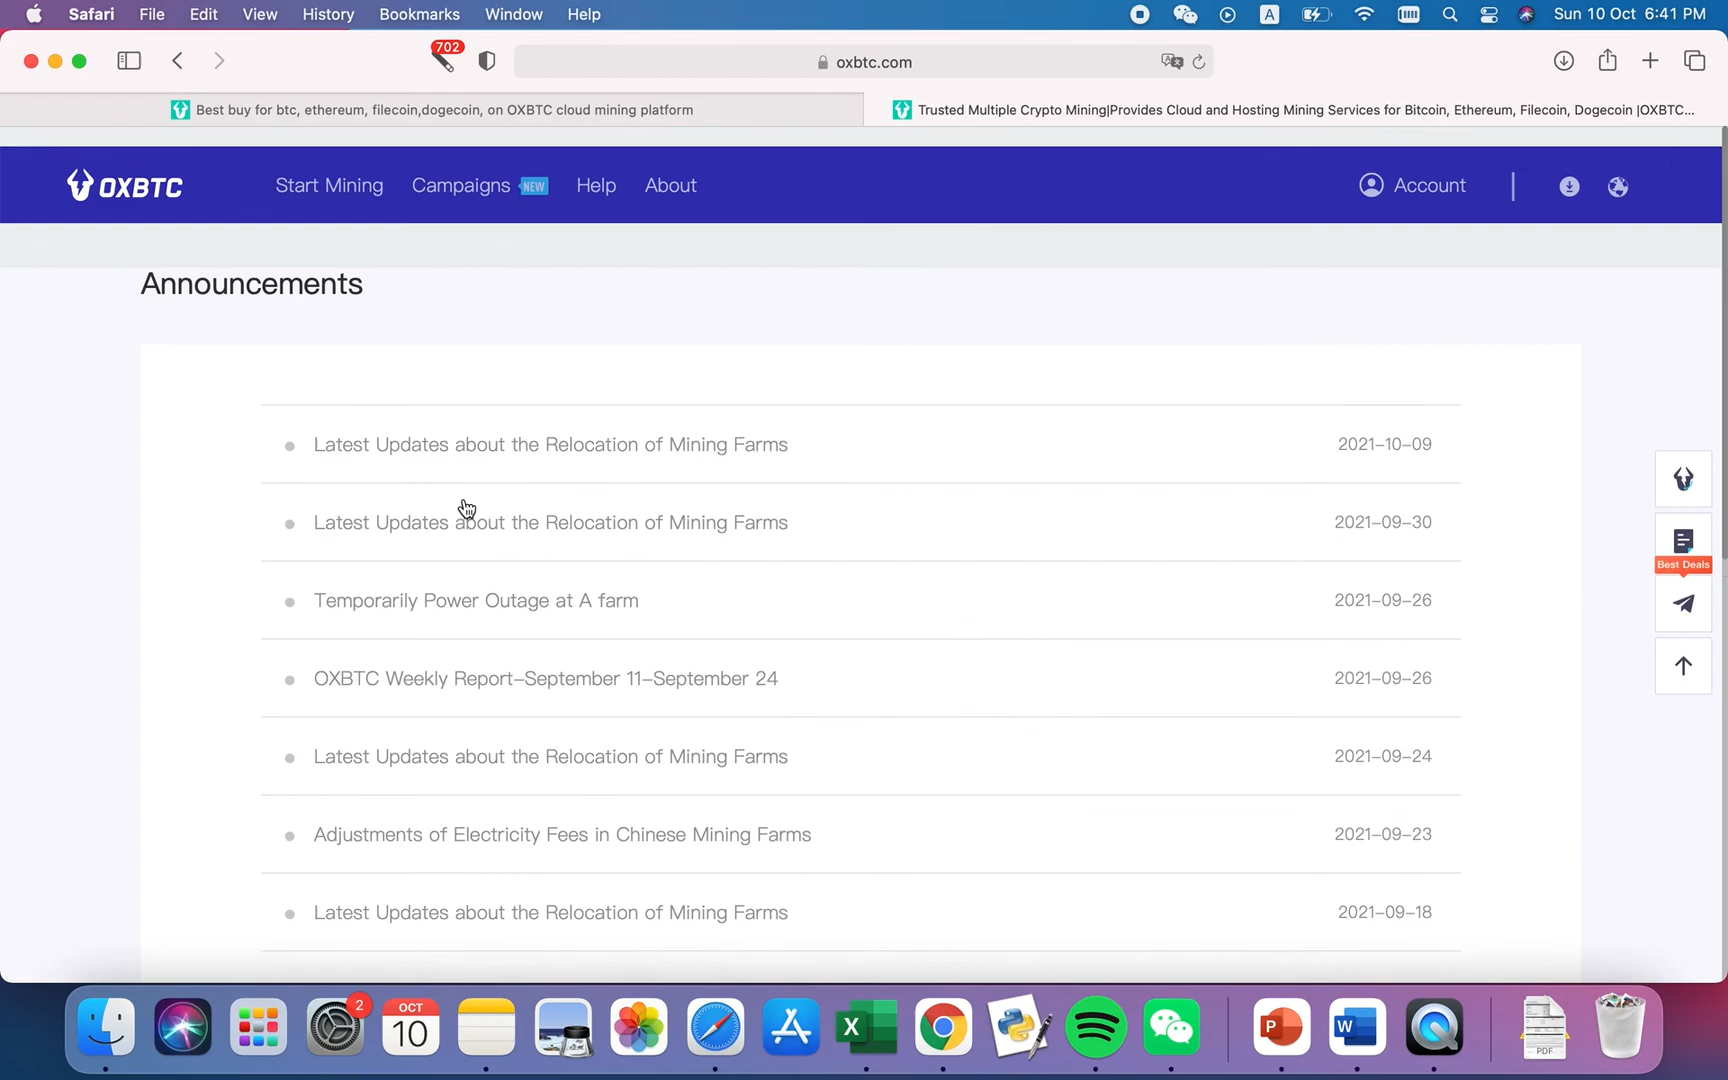 Safari File Edit View History Bookmarks Window Help A Sun 10 Oct 6:41 PM
702 oxbtc.com
Best buy for btc, ethereum, filecoin,dogecoin, on OXBTC cloud mining platform
Trusted Multiple Crypto Mining|Provides Cloud and Hosting Mining Services for Bitcoin, Ethereum, Filecoin, Dogecoin |OXBTC...
OXBTC Start Mining Campaigns NEW Help About Account
Announcements
Latest Updates about the Relocation of Mining Farms 2021-10-09
Latest Updates about the Relocation of Mining Farms 2021-09-30
Best Deals
Temporarily Power Outage at A farm 2021-09-26
OXBTC Weekly Report-September 11-September 24 2021-09-26
Latest Updates about the Relocation of Mining Farms 2021-09-24
Adjustments of Electricity Fees in Chinese Mining Farms 2021-09-23
Latest Updates about the Relocation of Mining Farms 2021-09-18
2
OCT
10
X
P
W
PDF